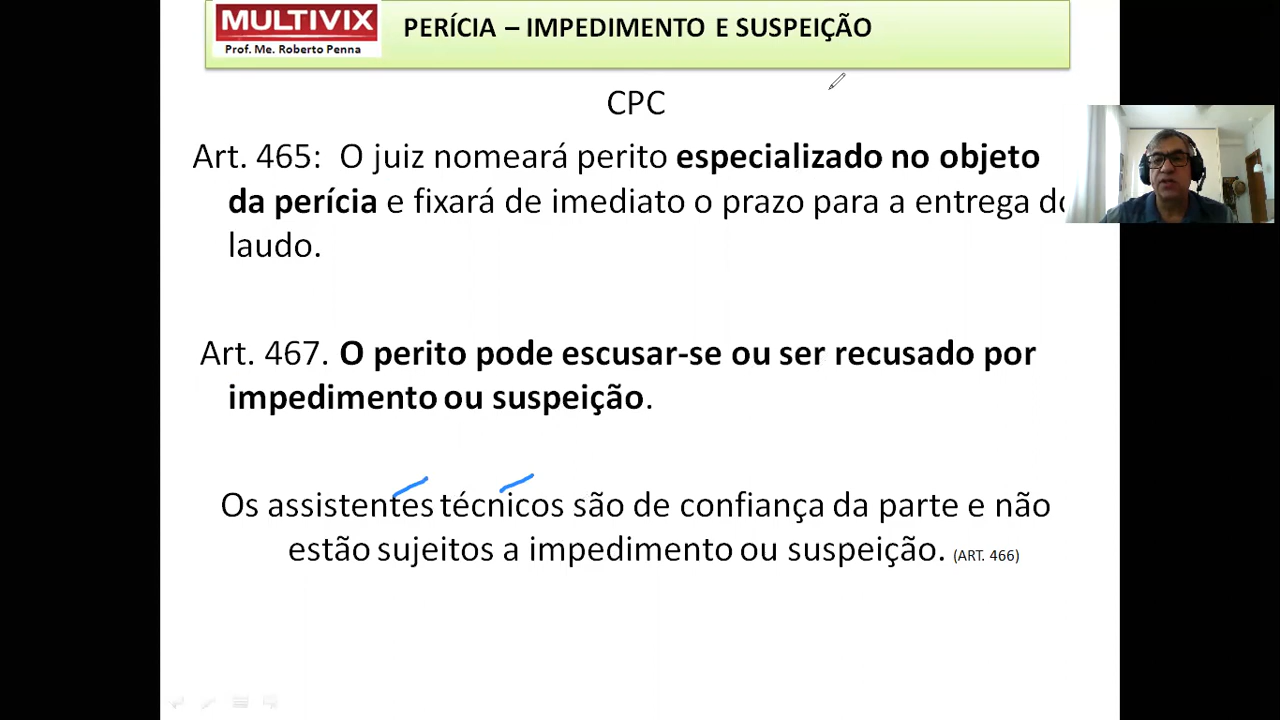 MULTIVIX
Prof. Me. Roberto Penna
PERÍCIA – IMPEDIMENTO E SUSPEIÇÃO
CPC
Art. 465: O juiz nomeará perito especializado no objeto
da perícia e fixará de imediato o prazo para a entrega do
laudo.
Art. 467. O perito pode escusar-se ou ser recusado por
impedimento ou suspeição.
Os assistentes técnicos são de confiança da parte e não
estão sujeitos a impedimento ou suspeição. (ART. 466)